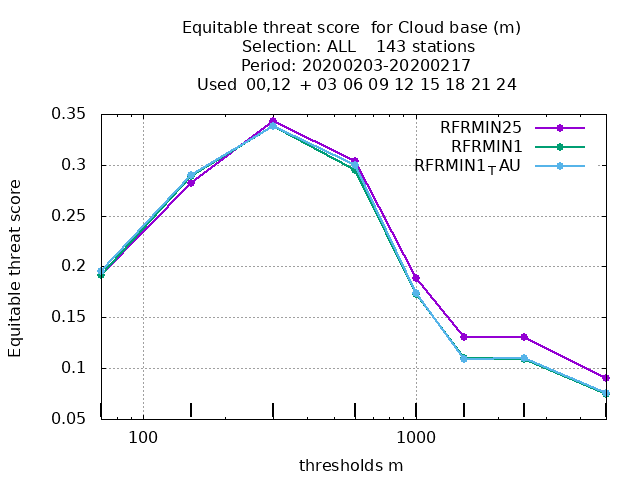 Equitable threat score  for Cloud base (m)
Selection: ALL    143 stations
Period: 20200203-20200217
Used  00,12  + 03 06 09 12 15 18 21 24
RFRMIN25
RFRMIN1
RFRMIN1TAU
Equitable threat score
0.35
0.3
0.25
0.2
0.15
0.1
0.05
100
1000
thresholds m